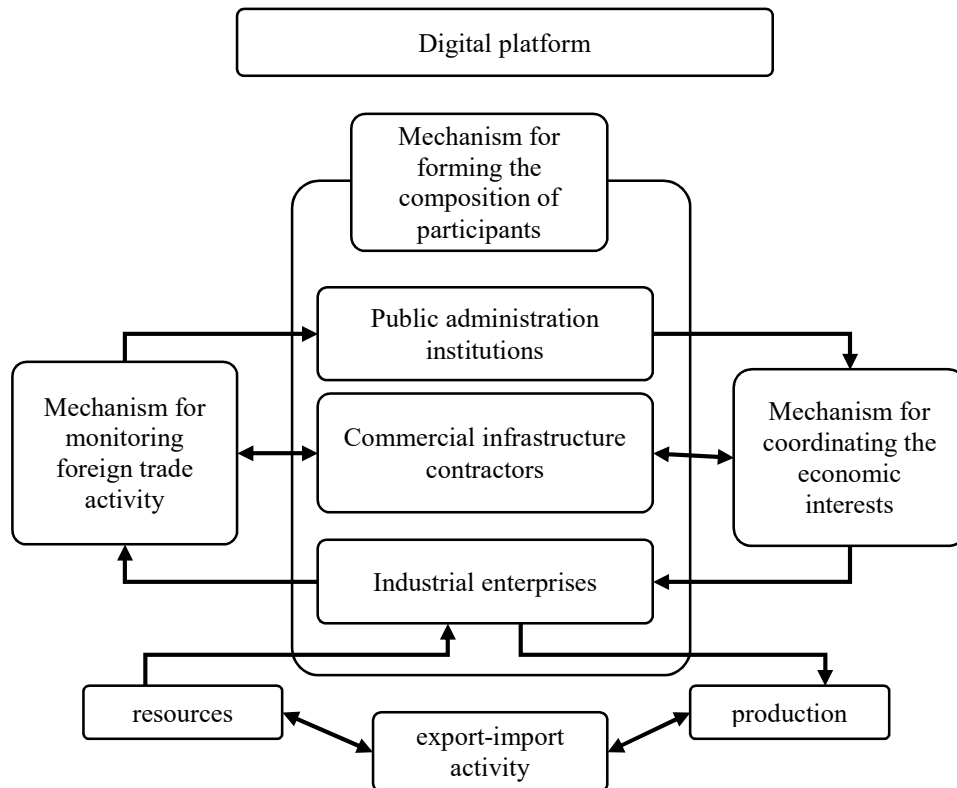 Digital platform
Mechanism for
forming the
composition of
participants
Public administration
institutions
Mechanism for
monitoring
foreign trade
activity
Commercial infrastructure
contractors
Mechanism for
coordinating the
economic
interests
Industrial enterprises
resources
export-import
activity
production